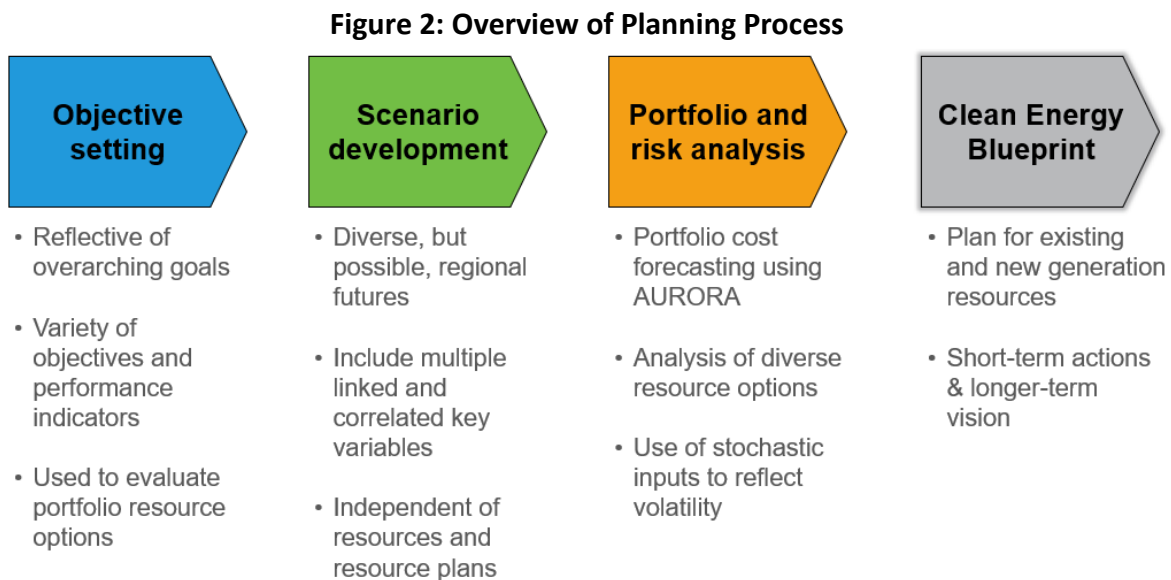 Figure 2: Overview of Planning Process
Objective
setting
• Reflective of
overarching goals
• Variety of
objectives and
performance
indicators
• Used to evaluate
portfolio resource
options
Scenario
development
• Diverse, but
possible, regional
futures
• Include multiple
linked and
correlated key
variables
• Independent of
resources and
resource plans
Portfolio and
risk analysis
• Portfolio cost
forecasting using
AURORA
• Analysis of diverse
resource options
• Use of stochastic
inputs to reflect
volatility
Clean Energy
Blueprint
• Plan for existing
and new generation
resources
• Short-term actions
& longer-term
vision